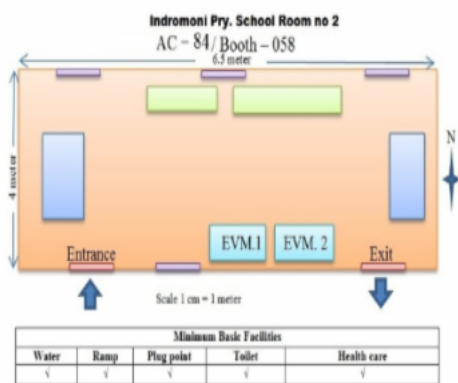 Indromoni Pry. School Room no 2
AC – 84/Booth – 058
6.5 meter
4 meter
N
EVM.1 EVM. 2
Entrance Exit
Scale 1 cm = 1 meter
Minimum Basic Facilities
Water Ramp Plug point Toilet Health care
√ √ √ √ √